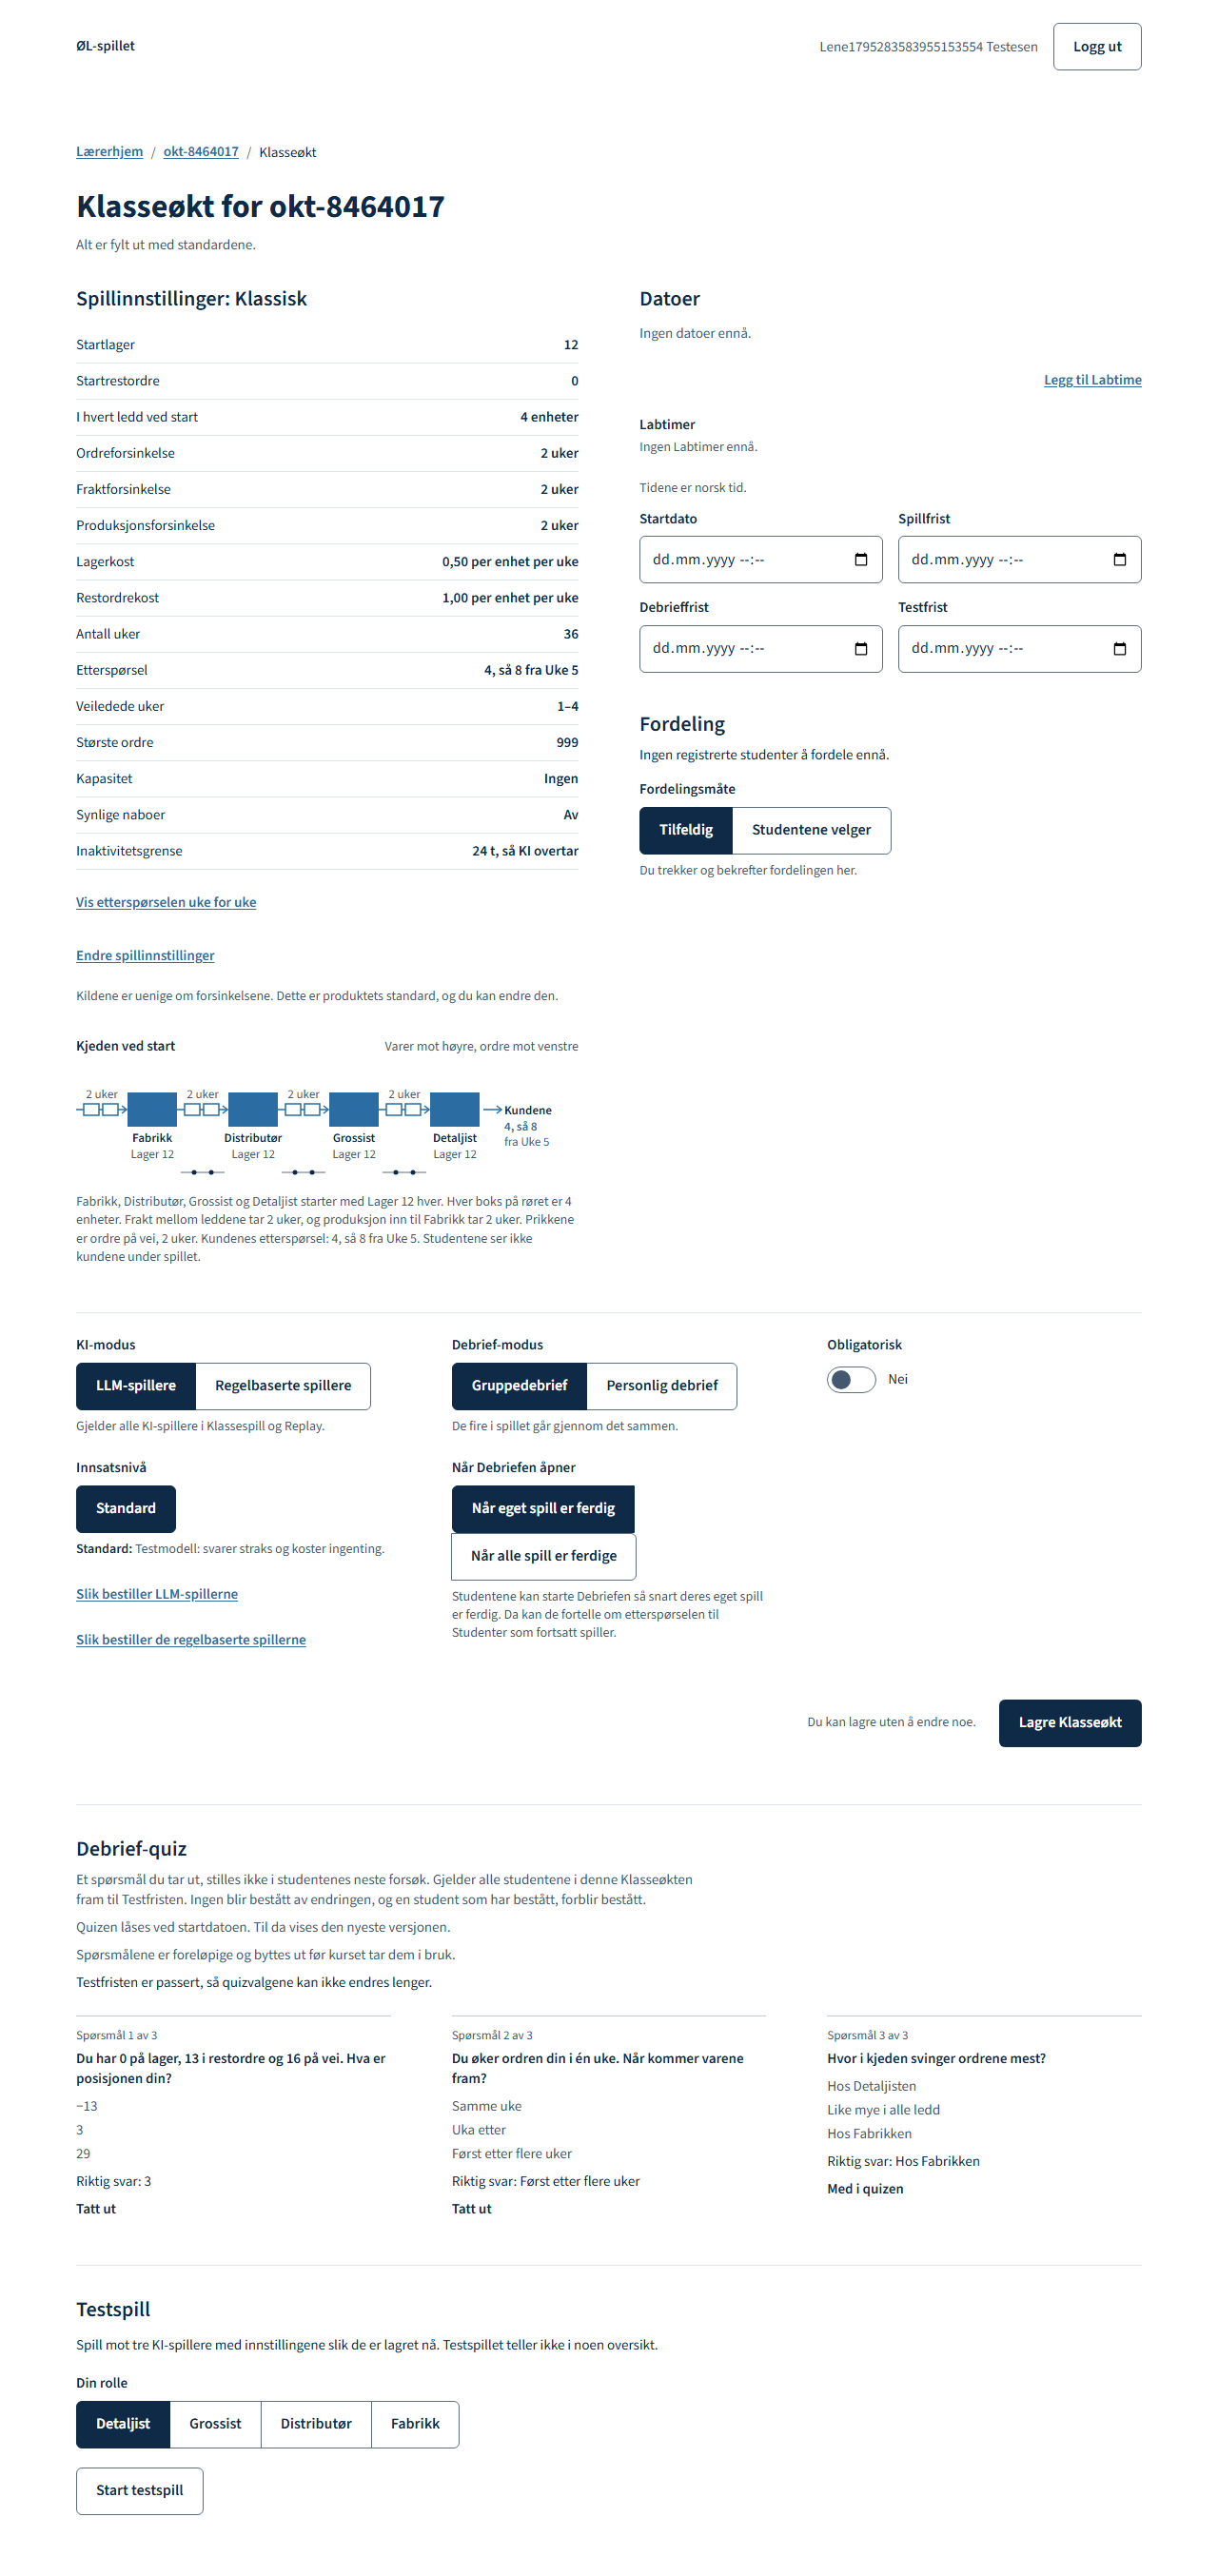 ØL-spillet
Lene1795283583955153554 Testesen
Logg ut
Lærerhjem / okt-8464017 / Klasseøkt
Klasseøkt for okt-8464017
Alt er fylt ut med standardene.
Spillinnstillinger: Klassisk
Startlager 12
Startrestordre 0
I hvert ledd ved start 4 enheter
Ordreforsinkelse 2 uker
Fraktforsinkelse 2 uker
Produksjonsforsinkelse 2 uker
Lagerkost 0,50 per enhet per uke
Restordrekost 1,00 per enhet per uke
Antall uker 36
Etterspørsel 4, så 8 fra Uke 5
Veiledede uker 1–4
Største ordre 999
Kapasitet Ingen
Synlige naboer Av
Inaktivitetsgrense 24 t, så KI overtar
Vis etterspørselen uke for uke
Endre spillinnstillinger
Kildene er uenige om forsinkelsene. Dette er produktets standard, og du kan endre den.
Kjeden ved start
Varer mot høyre, ordre mot venstre
2 uker 2 uker 2 uker 2 uker
Fabrikk Distributør Grossist Detaljist
Lager 12 Lager 12 Lager 12 Lager 12
Kundene
4, så 8
fra Uke 5
Fabrikk, Distributør, Grossist og Detaljist starter med Lager 12 hver. Hver boks på røret er 4
enheter. Frakt mellom leddene tar 2 uker, og produksjon inn til Fabrikk tar 2 uker. Prikkene
er ordre på vei, 2 uker. Kundenes etterspørsel: 4, så 8 fra Uke 5. Studentene ser ikke
kundene under spillet.
Datoer
Ingen datoer ennå.
Legg til Labtime
Labtimer
Ingen Labtimer ennå.
Tidene er norsk tid.
Startdato Spillfrist
dd.mm.yyyy --:-- dd.mm.yyyy --:--
Debrieffrist Testfrist
dd.mm.yyyy --:-- dd.mm.yyyy --:--
Fordeling
Ingen registrerte studenter å fordele ennå.
Fordelingsmåte
Tilfeldig Studentene velger
Du trekker og bekrefter fordelingen her.
KI-modus
LLM-spillere Regelbaserte spillere
Gjelder alle KI-spillere i Klassespill og Replay.
Innsatsnivå
Standard
Standard: Testmodell: svarer straks og koster ingenting.
Slik bestiller LLM-spillerne
Slik bestiller de regelbaserte spillerne
Debrief-modus
Gruppedebrief Personlig debrief
De fire i spillet går gjennom det sammen.
Når Debriefen åpner
Når eget spill er ferdig
Når alle spill er ferdige
Studentene kan starte Debriefen så snart deres eget spill
er ferdig. Da kan de fortelle om etterspørselen til
Studenter som fortsatt spiller.
Obligatorisk
Nei
Du kan lagre uten å endre noe.
Lagre Klasseøkt
Debrief-quiz
Et spørsmål du tar ut, stilles ikke i studentenes neste forsøk. Gjelder alle studentene i denne Klasseøkten
fram til Testfristen. Ingen blir bestått av endringen, og en student som har bestått, forblir bestått.
Quizen låses ved startdatoen. Til da vises den nyeste versjonen.
Spørsmålene er foreløpige og byttes ut før kurset tar dem i bruk.
Testfristen er passert, så quizvalgene kan ikke endres lenger.
Spørsmål 1 av 3
Du har 0 på lager, 13 i restordre og 16 på vei. Hva er
posisjonen din?
−13
3
29
Riktig svar: 3
Tatt ut
Spørsmål 2 av 3
Du øker ordren din i én uke. Når kommer varene
fram?
Samme uke
Uka etter
Først etter flere uker
Riktig svar: Først etter flere uker
Tatt ut
Spørsmål 3 av 3
Hvor i kjeden svinger ordrene mest?
Hos Detaljisten
Like mye i alle ledd
Hos Fabrikken
Riktig svar: Hos Fabrikken
Med i quizen
Testspill
Spill mot tre KI-spillere med innstillingene slik de er lagret nå. Testspillet teller ikke i noen oversikt.
Din rolle
Detaljist Grossist Distributør Fabrikk
Start testspill